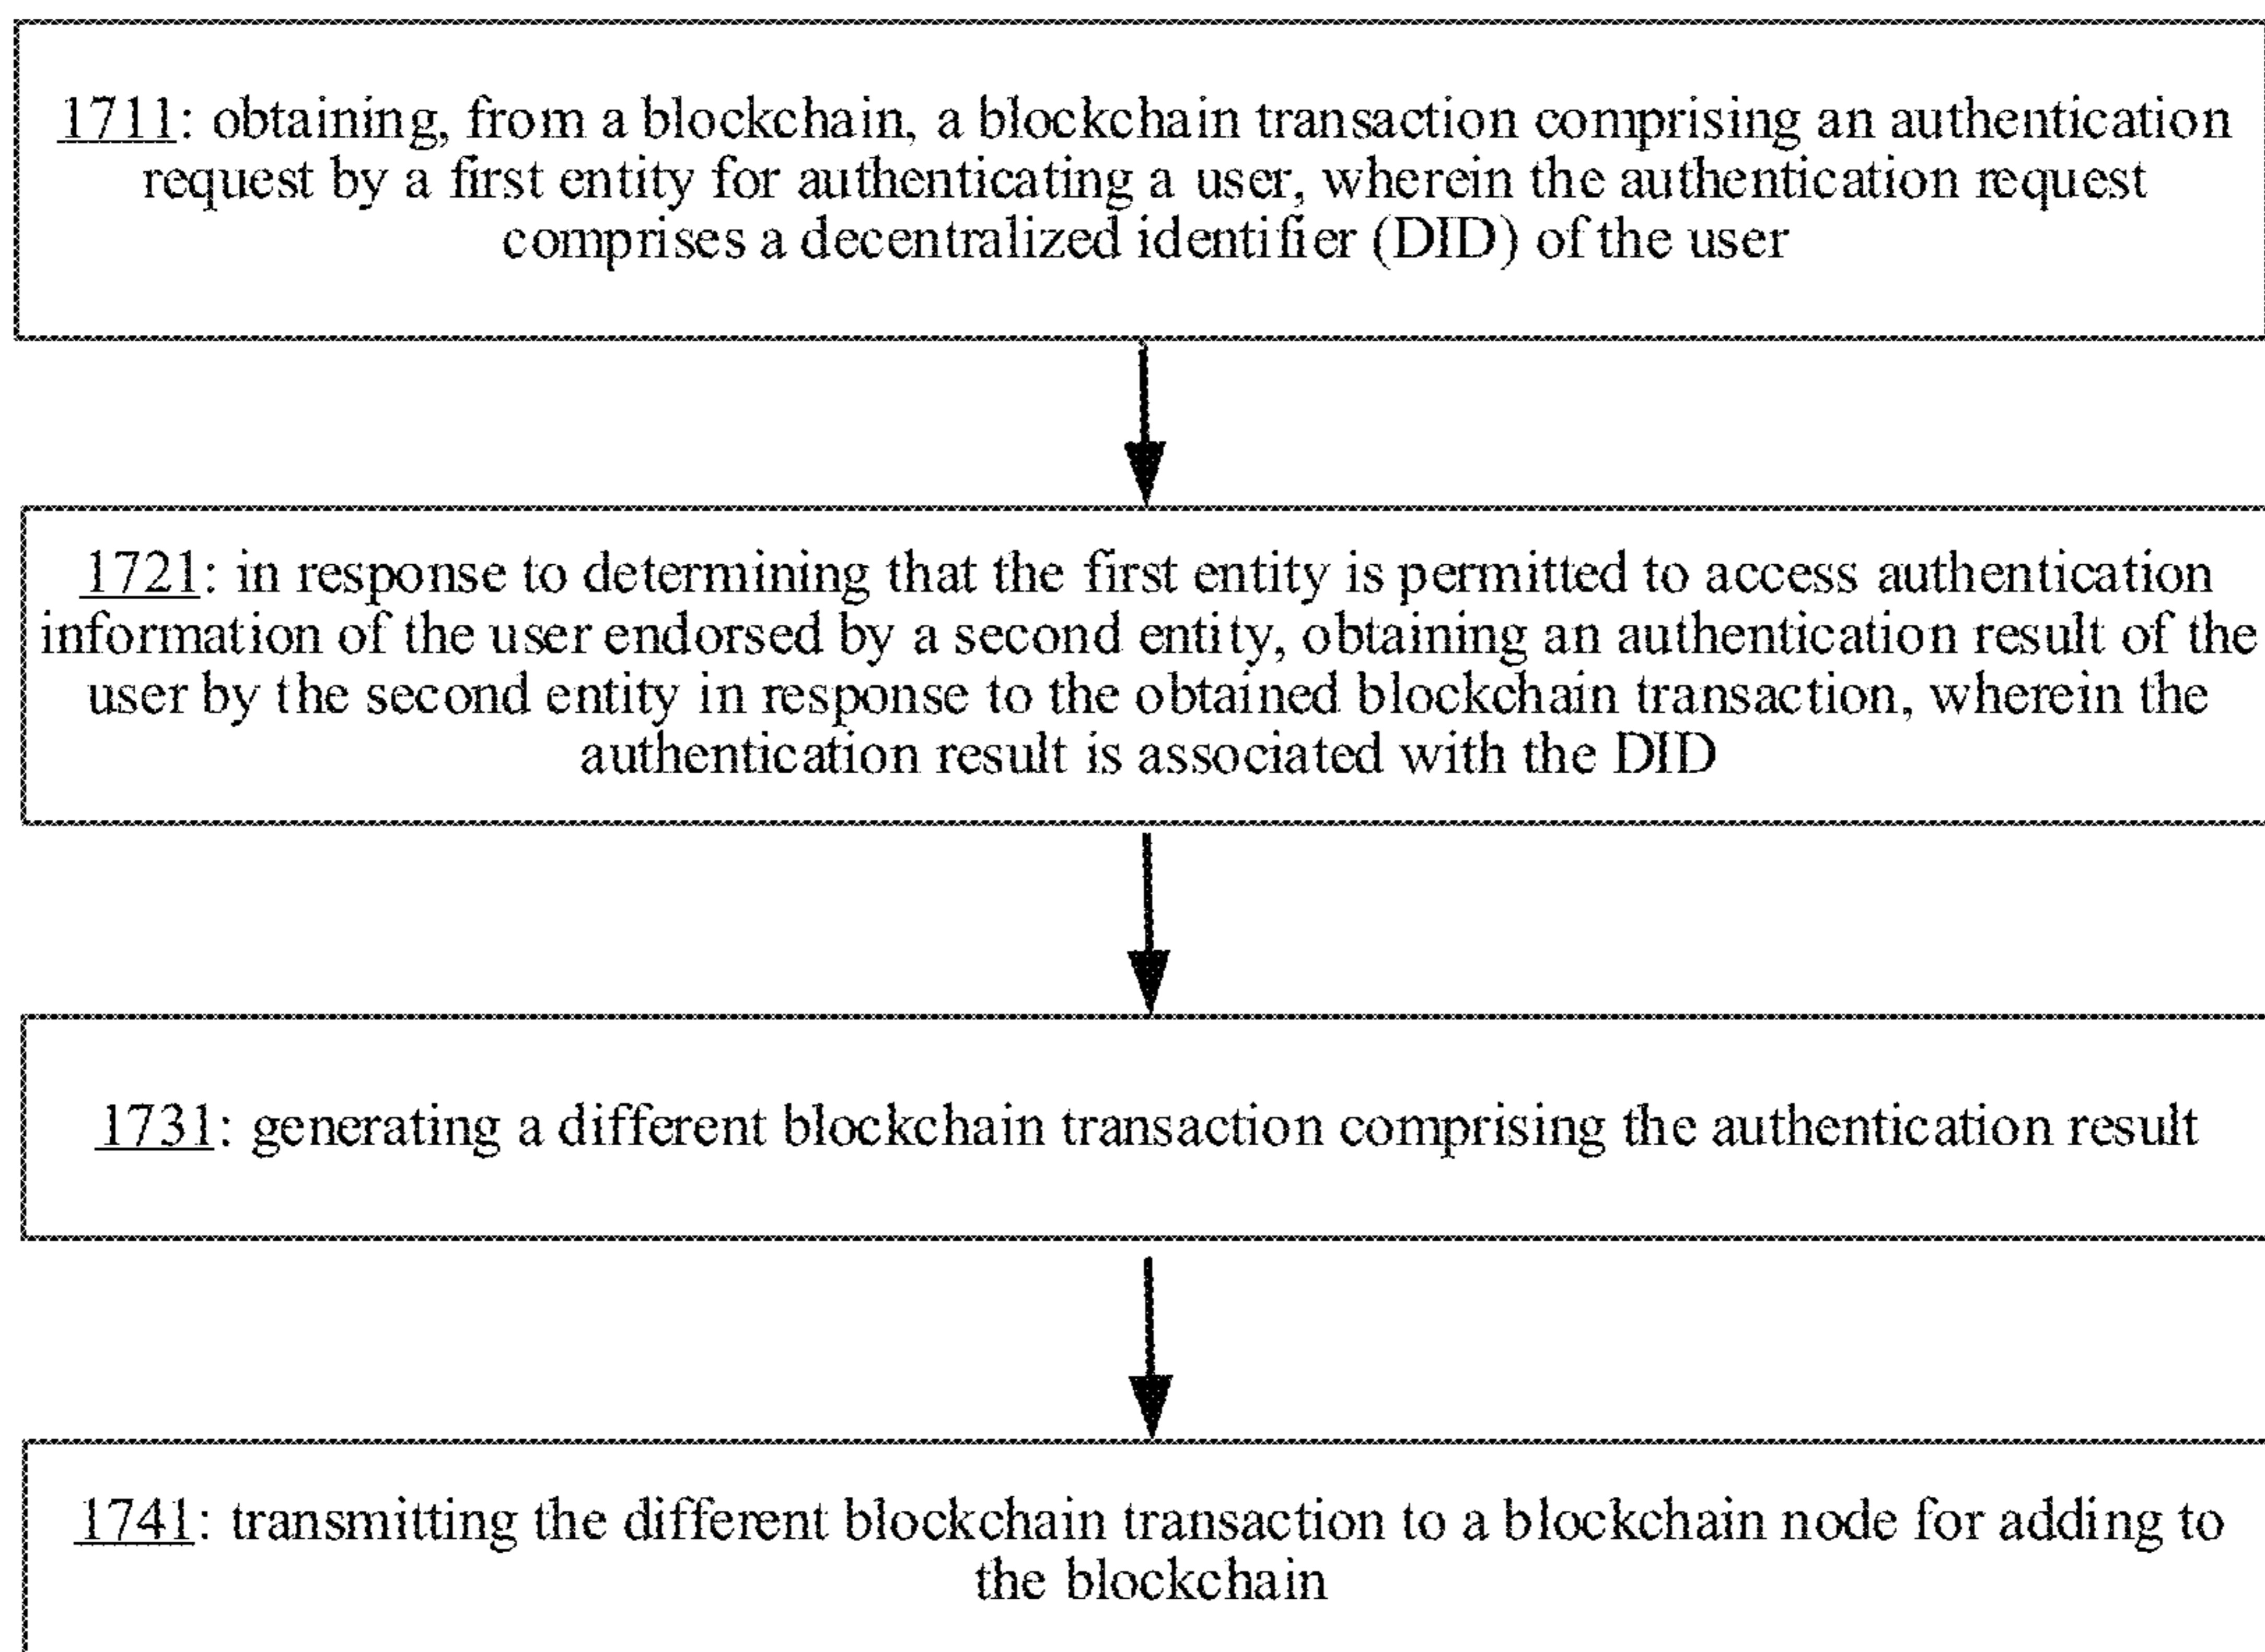 1711: obtaining, from a blockchain, a blockchain transaction comprising an authentication
request by a first entity for authenticating a user, wherein the authentication request
comprises a decentralized identifier (DID) of the user
1721: in response to determining that the first entity is permitted to access authentication
information of the user endorsed by a second entity, obtaining an authentication result of the
user by the second entity in response to the obtained blockchain transaction, wherein the
authentication result is associated with the DID
1731: generating a different blockchain transaction comprising the authentication result
1741: transmitting the different blockchain transaction to a blockchain node for adding to
the blockchain